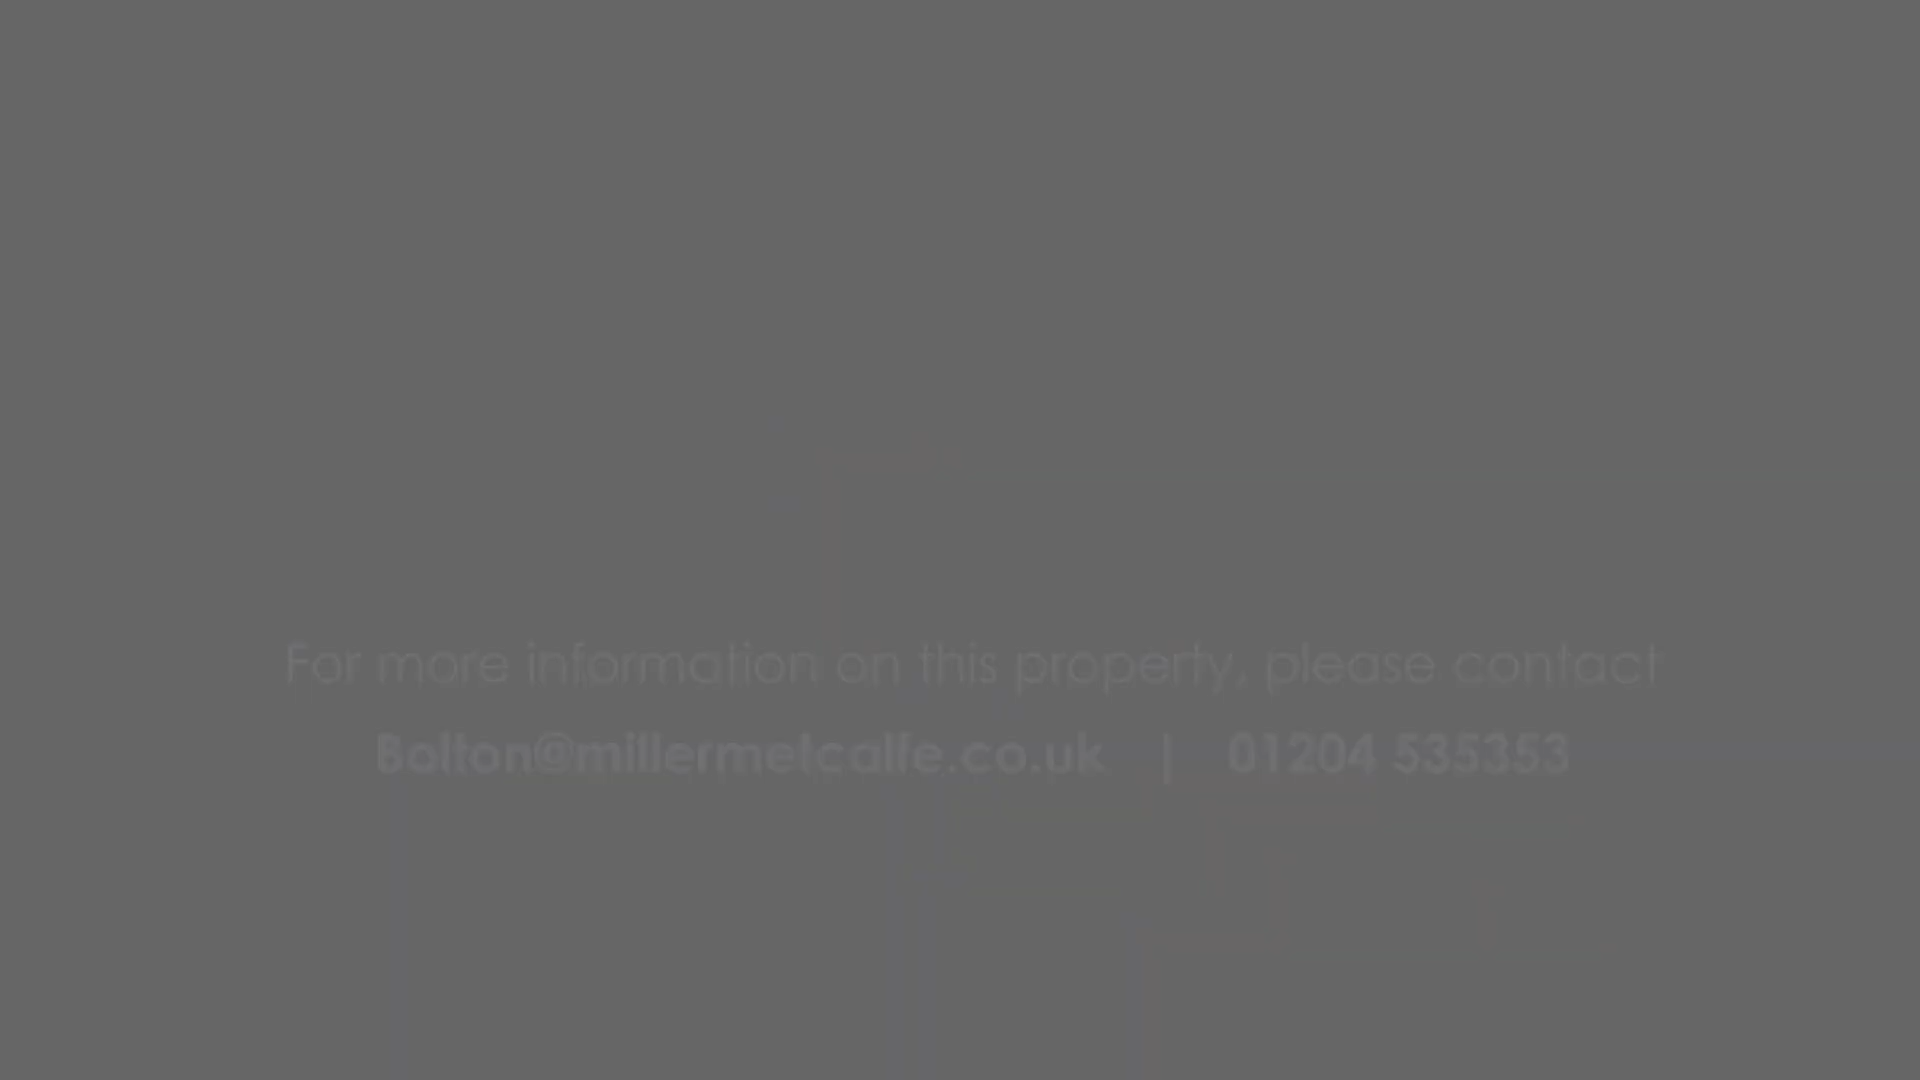 For more information on this property, please contact
Bolton@millermetcalfe.co.uk | 01204 535353